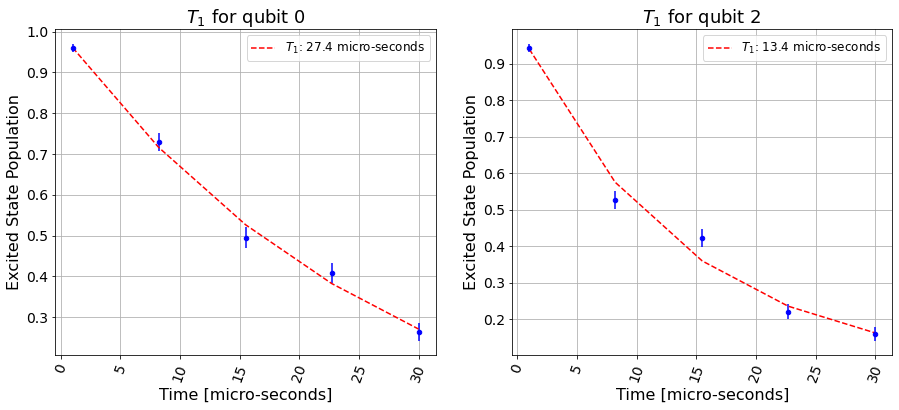 T₁ for qubit 0
T₁: 27.4 micro-seconds
Excited State Population
1.0
0.9
0.8
0.7
0.6
0.5
0.4
0.3
0 5 10 15 20 25 30
Time [micro-seconds]
T₁ for qubit 2
T₁: 13.4 micro-seconds
Excited State Population
0.9
0.8
0.7
0.6
0.5
0.4
0.3
0.2
0 5 10 15 20 25 30
Time [micro-seconds]